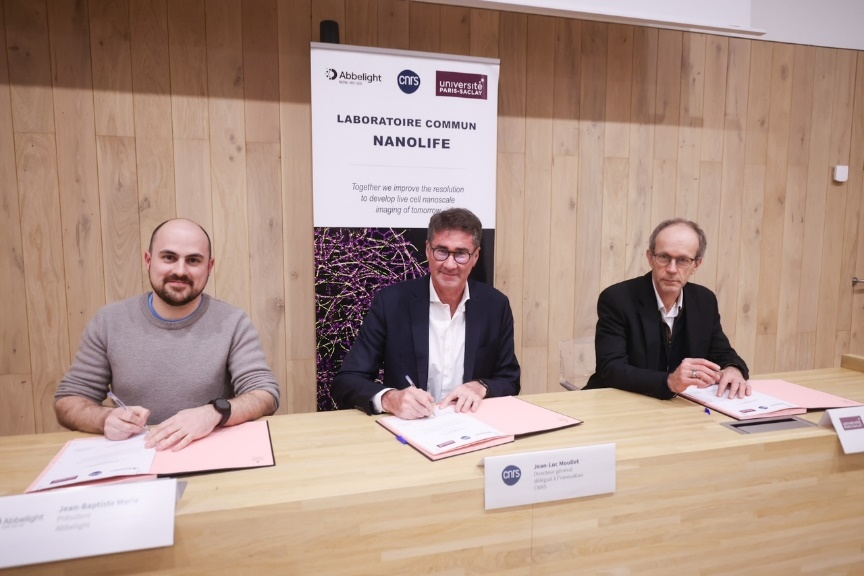 Abbelight
cnrs
université
PARIS-SACLAY
LABORATOIRE COMMUN
NANOLIFE
Together we improve the resolution
to develop live cell nanoscale
imaging of tomorrow
Abbelight
Jean-Baptiste Marie
Président
Abbelight
cnrs
Jean-Luc Moullet
Directeur général
délégué à l'innovation
CNRS
université